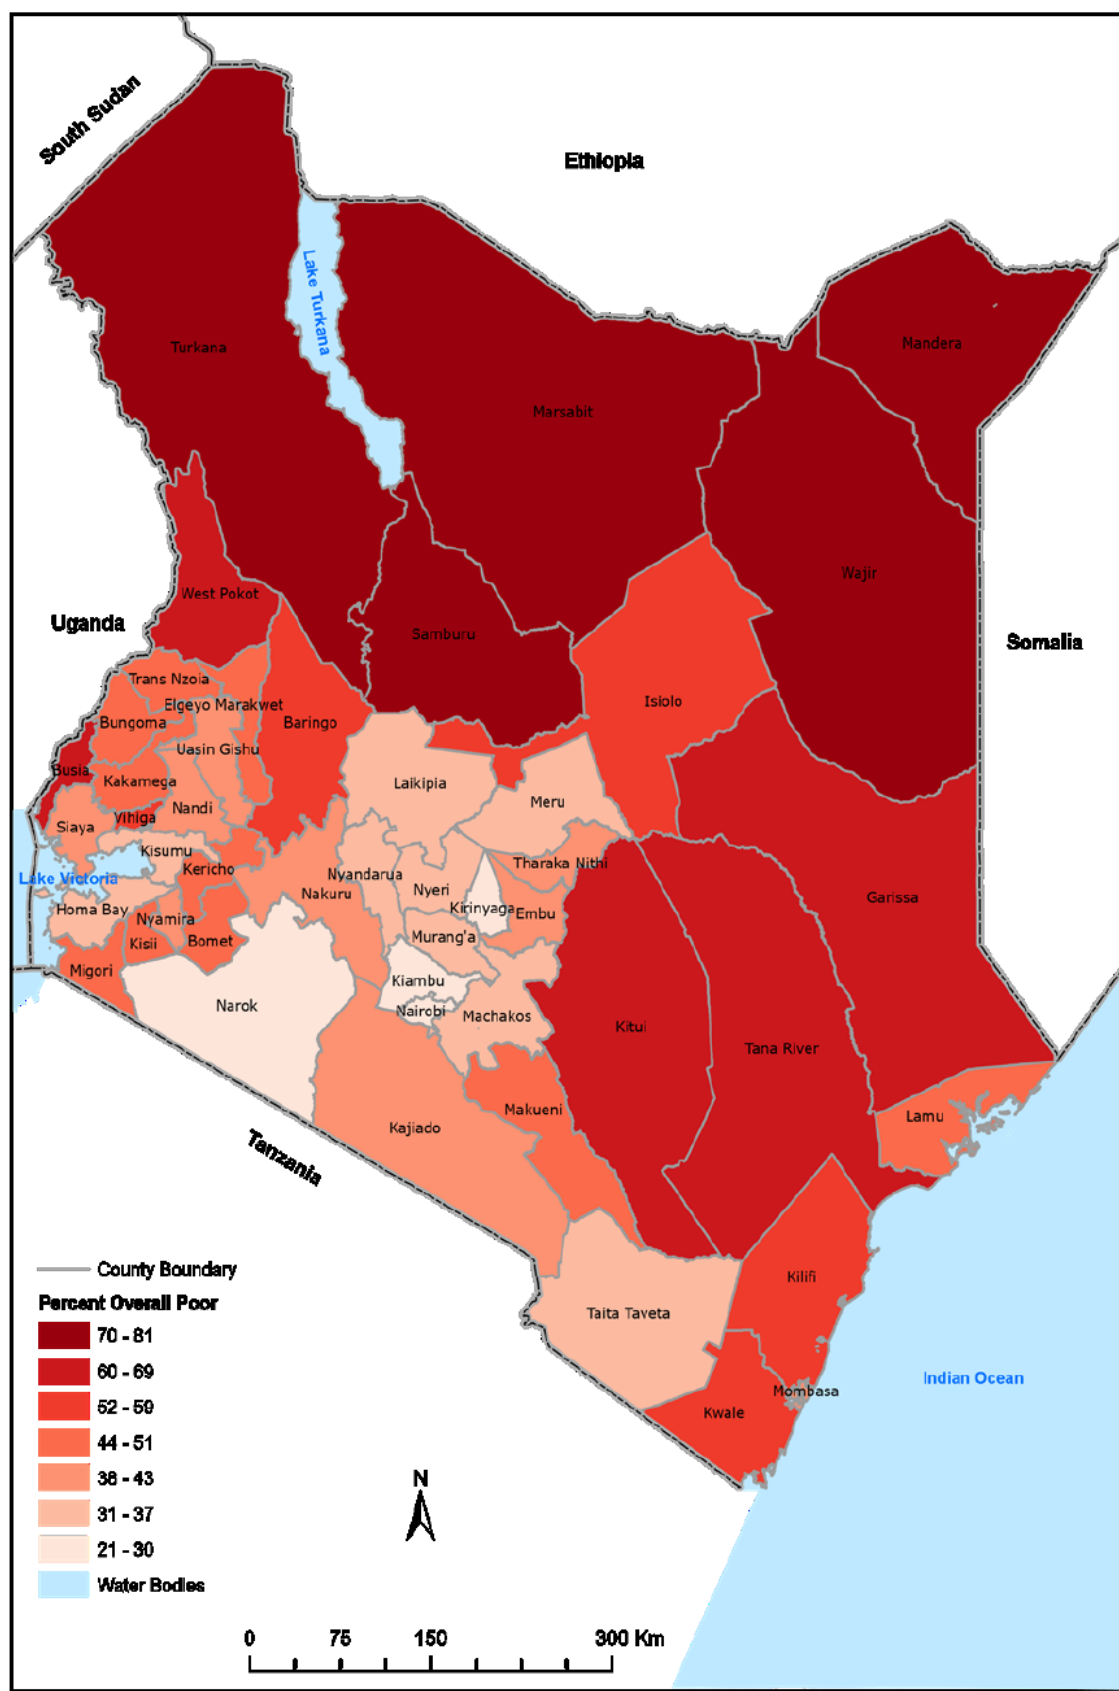 South Sudan
Ethiopia
Lake Turkana
Turkana
Mandera
Marsabit
Wajir
West Pokot
Uganda
Samburu
Somalia
Trans Nzoia
Elgeyo Marakwet
Isiolo
Bungoma
Baringo
Uasin Gishu
Busia
Kakamega
Laikipia
Meru
Nandi
Vihiga
Siaya
Kisumu
Tharaka Nithi
Kericho
Nyandarua
Lake Victoria
Nyeri
Nakuru
Garissa
Kirinyaga
Homa Bay
Embu
Nyamira
Murang'a
Kisii
Bomet
Migori
Kiambu
Narok
Nairobi
Machakos
Kitui
Tana River
Makueni
Lamu
Kajiado
Tanzania
Kilifi
Taita Taveta
Indian Ocean
Mombasa
Kwale
County Boundary
Percent Overall Poor
70 - 81
60 - 69
52 - 59
44 - 51
38 - 43
31 - 37
21 - 30
Water Bodies
N
0 75 150 300 Km